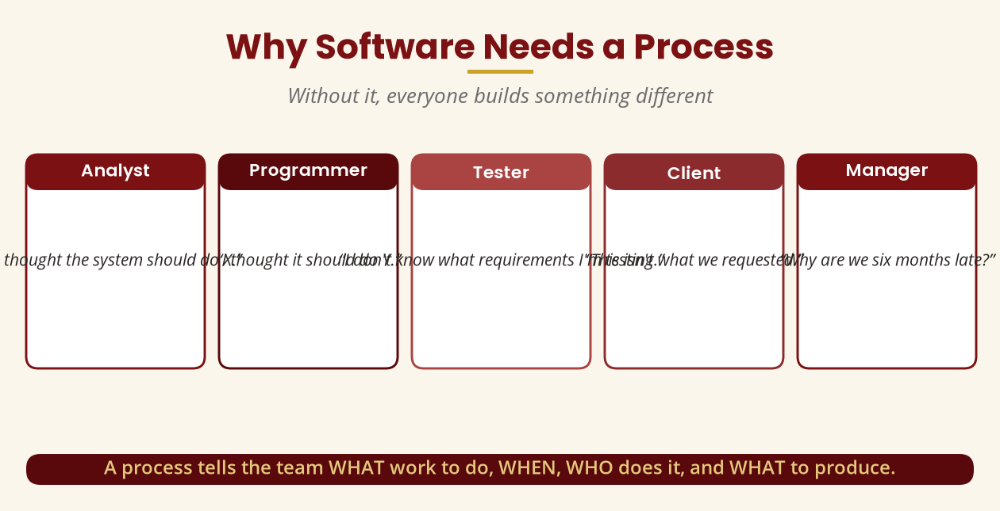 Why Software Needs a Process
Without it, everyone builds something different
Analyst
Programmer
Tester
Client
Manager
thought the system should do X.”
“I thought it should do Y.”
“I don't know what requirements I'm testing.”
“This isn't what we requested.”
“Why are we six months late?”
A process tells the team WHAT work to do, WHEN, WHO does it, and WHAT to produce.